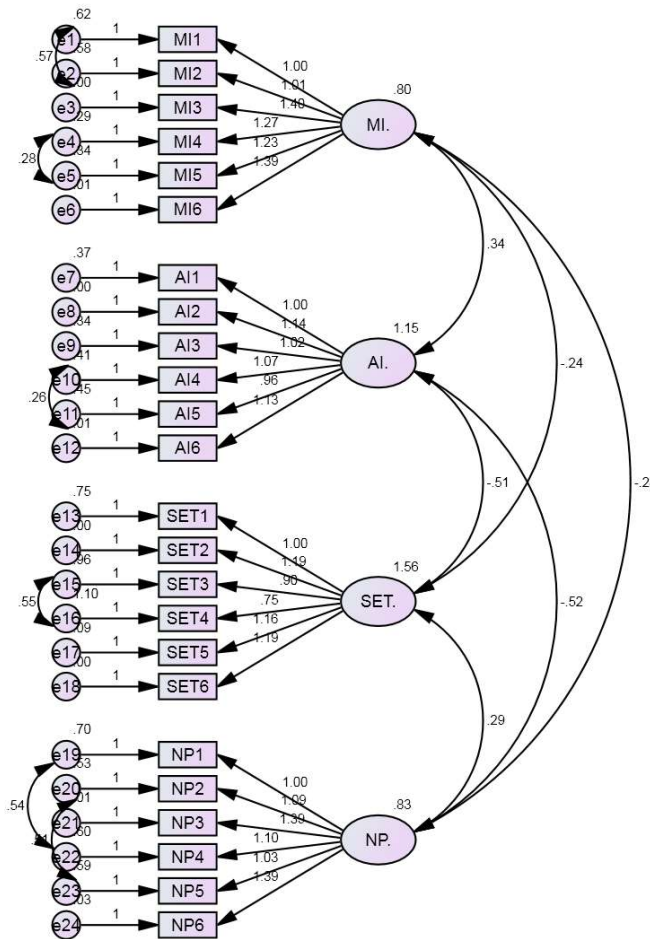 .62
e1 1 MI1
.57 .58
e2 1 MI2 1.00
.00 1.01 .80
e3 1 MI3 1.40 MI.
.29 1.27
e4 1 MI4 1.23
.28 .34 1.39
e5 1 MI5
.01
e6 1 MI6
.34
.37
e7 1 AI1
.00
e8 1 AI2 1.00
.34 1.14 1.15
e9 1 AI3 1.02 AI.
.41 1.07
e10 1 AI4 .96
.26 .45 1.13
e11 1 AI5
.01
e12 1 AI6
-.24
-.51
-.2
.75
e13 1 SET1
.00
e14 1 SET2 1.00
.96 1.19 1.56
e15 1 SET3 .90 SET.
.55 1.10 .75
e16 1 SET4 1.16
.09 1.19
e17 1 SET5
.00
e18 1 SET6
-.52
.29
.70
e19 1 NP1
.53
e20 1 NP2 1.00
.54 .01 1.09 .83
e21 1 NP3 1.39 NP.
.60 1.10
e22 1 NP4 1.03
.59 1.39
e23 1 NP5
.03
e24 1 NP6